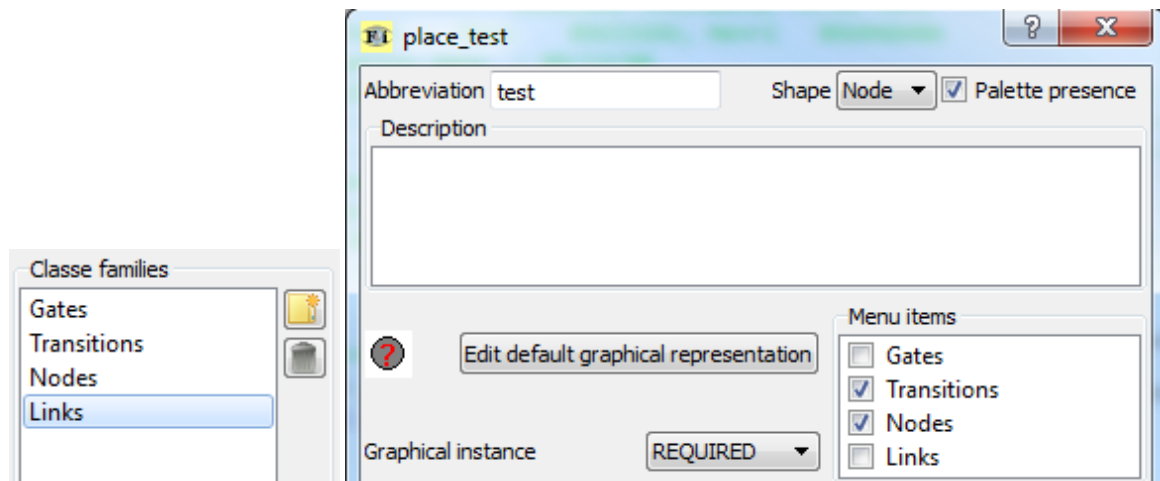 Classe families
Gates
Transitions
Nodes
Links
Fi place_test
Abbreviation test Shape Node Palette presence
Description
Edit default graphical representation
Graphical instance REQUIRED
Menu items
Gates
Transitions
Nodes
Links